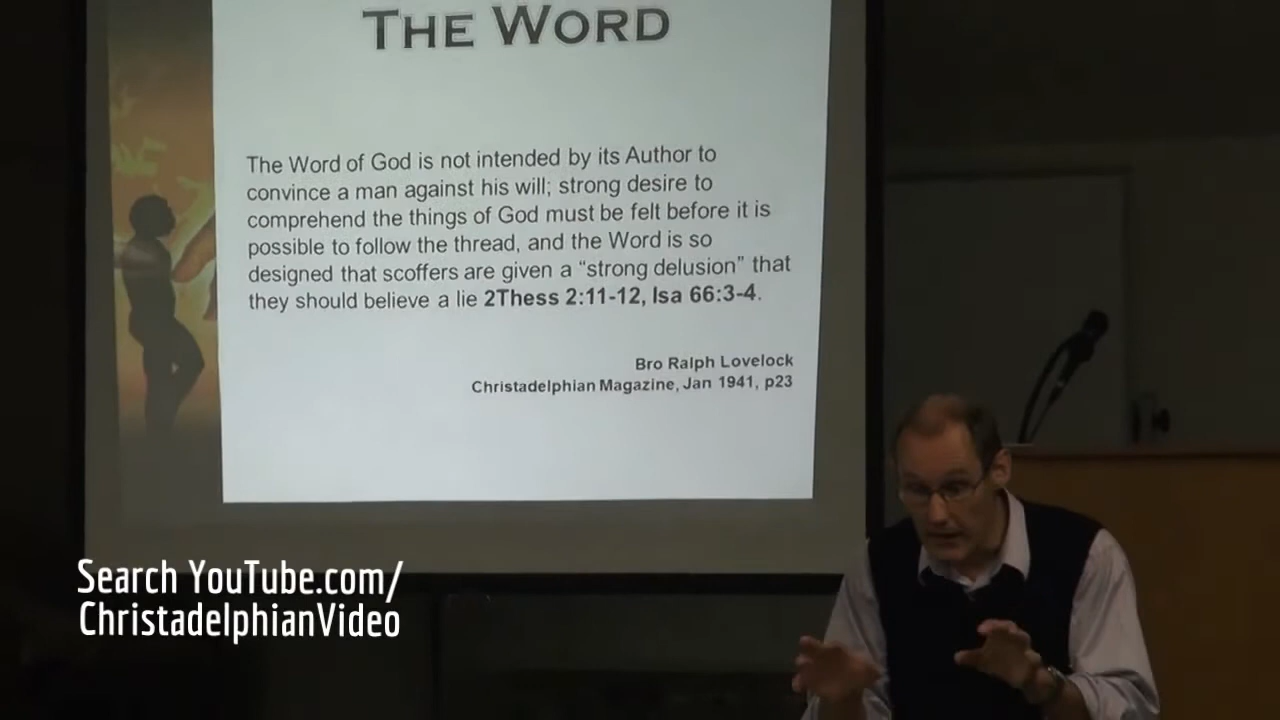 THE WORD
The Word of God is not intended by its Author to
convince a man against his will; strong desire to
comprehend the things of God must be felt before it is
possible to follow the thread, and the Word is so
designed that scoffers are given a “strong delusion” that
they should believe a lie 2Thess 2:11-12, Isa 66:3-4.
Bro Ralph Lovelock
Christadelphian Magazine, Jan 1941, p23
Search YouTube.com/
ChristadelphianVideo